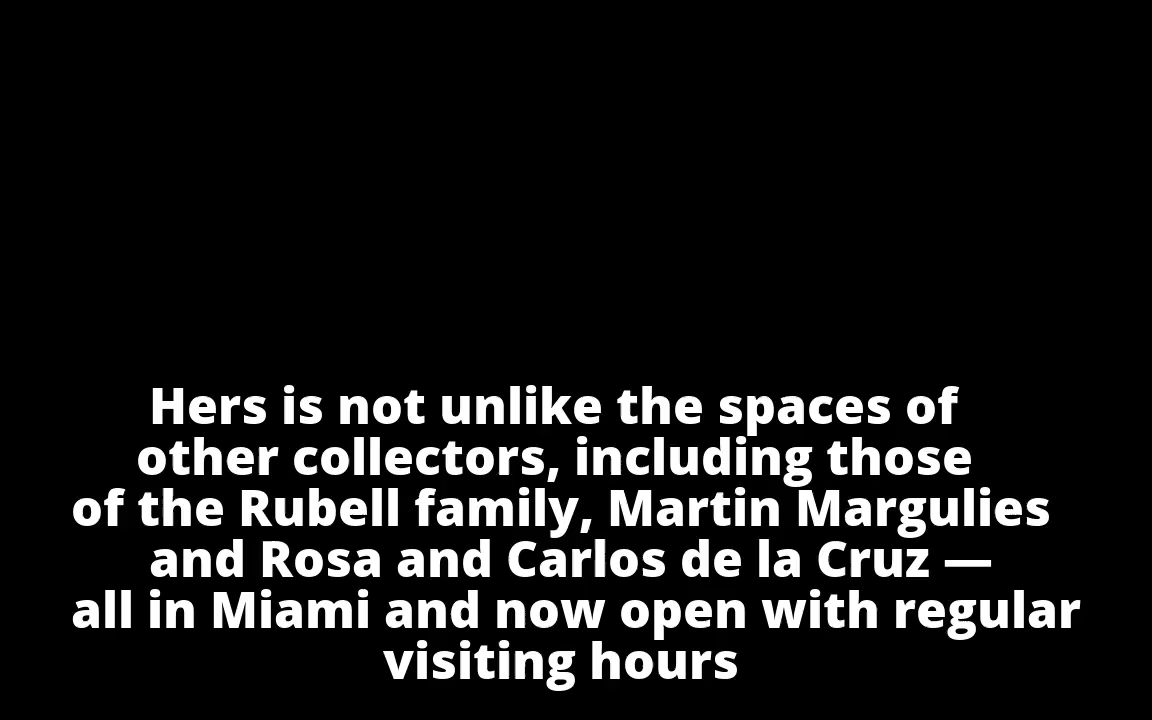 Hers is not unlike the spaces of
other collectors, including those
of the Rubell family, Martin Margulies
and Rosa and Carlos de la Cruz —
all in Miami and now open with regular
visiting hours